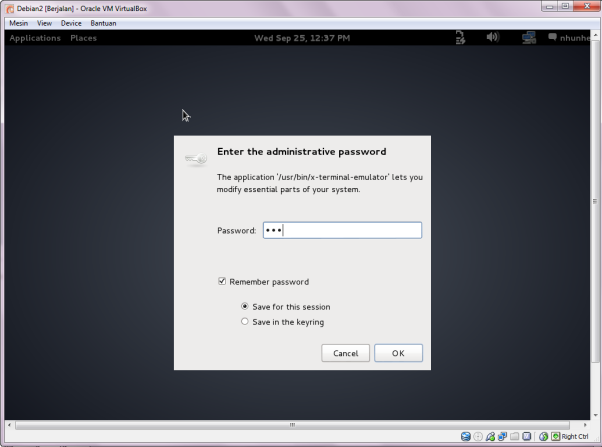 Debian2 [Berjalan] - Oracle VM VirtualBox
Mesin View Device Bantuan
Applications Places Wed Sep 25, 12:37 PM nhunhe
Enter the administrative password
The application '/usr/bin/x-terminal-emulator' lets you
modify essential parts of your system.
Password: •••
Remember password
Save for this session
Save in the keyring
Cancel OK
Right Ctrl